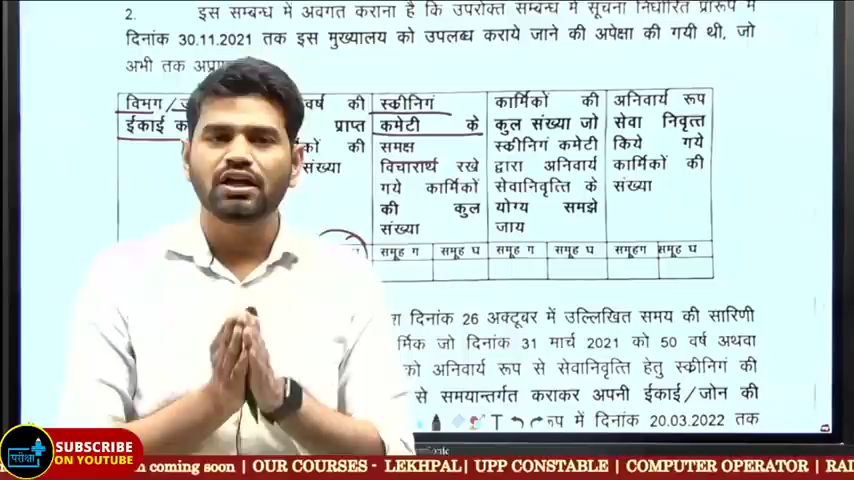 2. इस सम्बन्ध में अवगत कराना है कि उपरोक्त सम्बन्ध में सूचना निर्धारित प्रारूप में
दिनांक 30.11.2021 तक इस मुख्यालय को उपलब्ध कराये जाने की अपेक्षा की गयी थी, जो
अभी तक
विभाग/
ईकाई
वर्ष की
प्राप्त
की
संख्या
स्क्रीनिगं
कमेटी के
समक्ष
विचारार्थ रखे
गये कार्मिकों
की कुल
संख्या
कार्मिकों की
कुल संख्या जो
स्क्रीनिगं कमेटी
द्वारा अनिवार्य
सेवानिवृत्ति के
योग्य समझे
जाय
अनिवार्य रूप
सेवा निवृत्त
किये गये
कार्मिकों की
संख्या
समूह ग समूह घ समूह ग समूह घ समूहग समूह घ
दिनांक 26 अक्टूबर में उल्लिखित समय की सारिणी
जो दिनांक 31 मार्च 2021 को 50 वर्ष अथवा
को अनिवार्य रूप से सेवानिवृत्ति हेतु स्क्रीनिगं की
से समयान्तर्गत कराकर अपनी ईकाई/जोन की
में दिनांक 20.03.2022 तक
परीक्षा
SUBSCRIBE
ON YOUTUBE
coming soon | OUR COURSES - LEKHPAL| UPP CONSTABLE | COMPUTER OPERATOR |